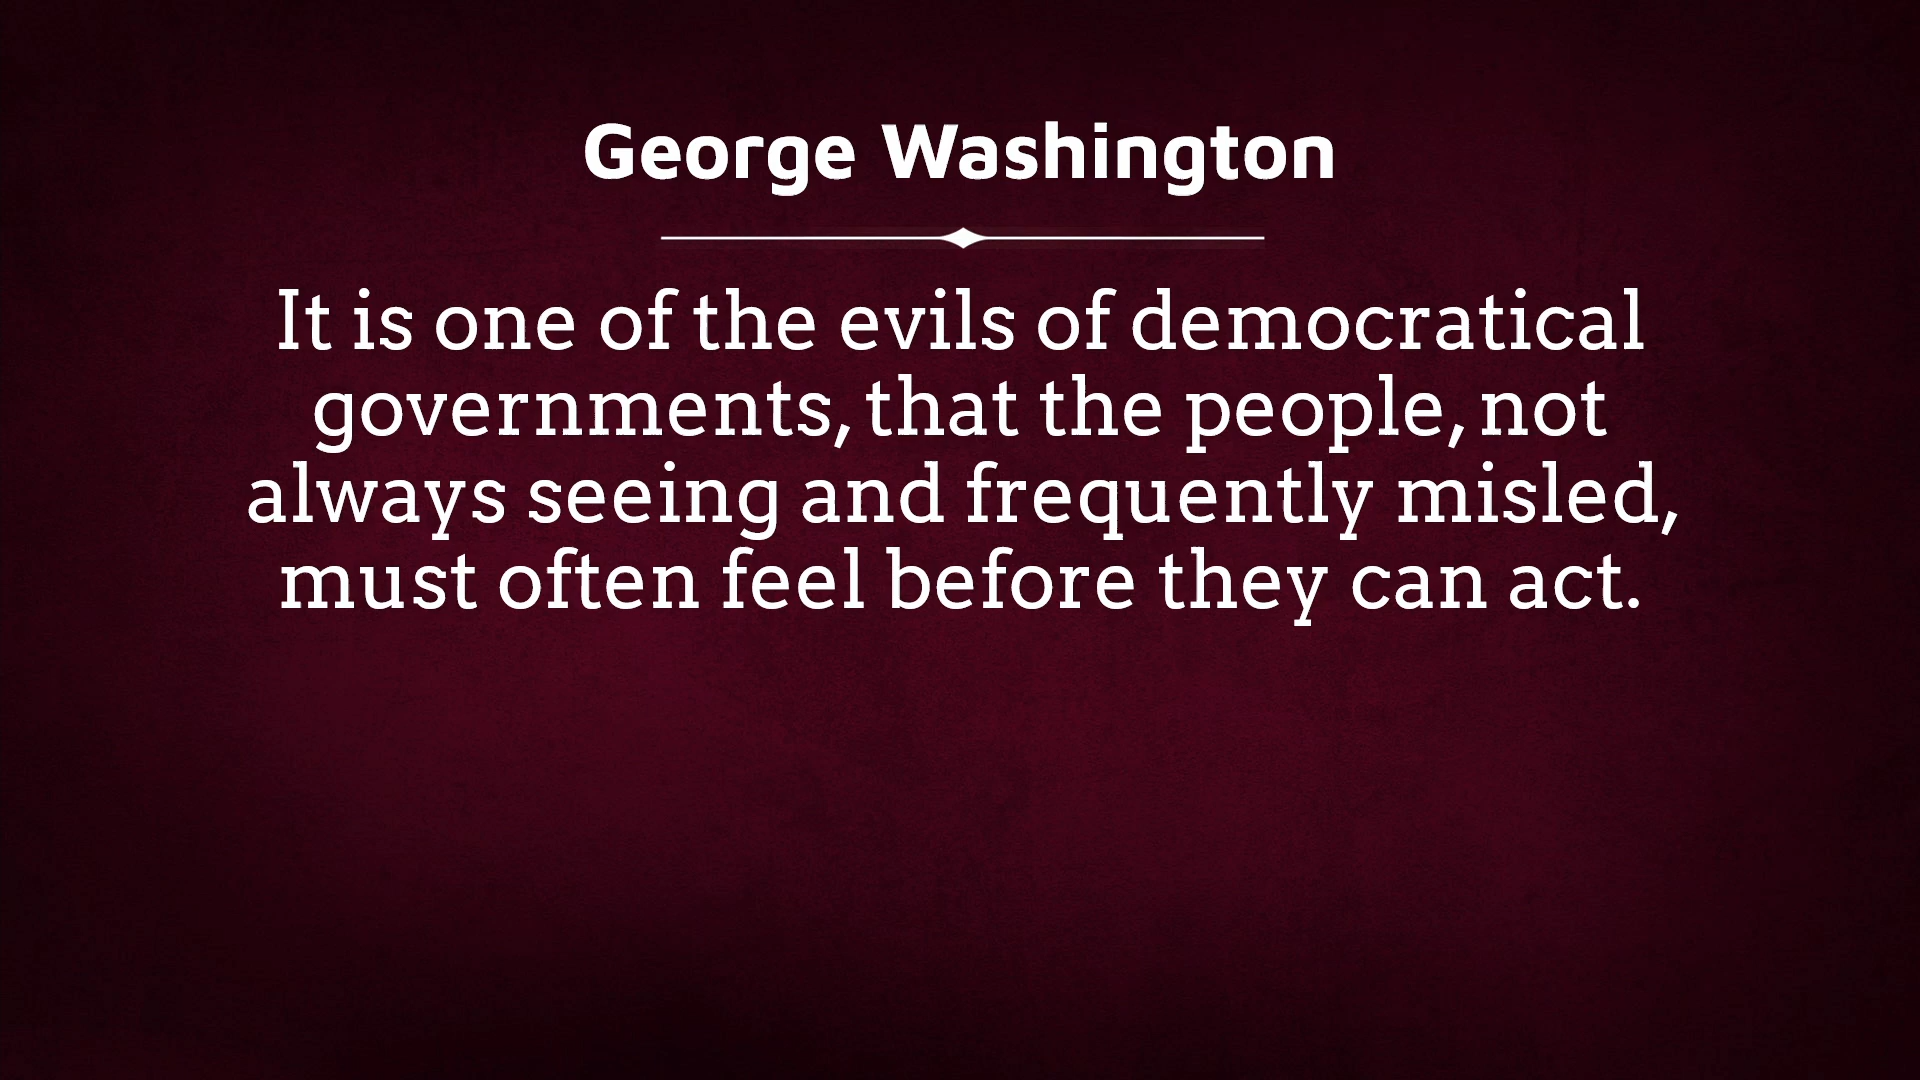 George Washington
It is one of the evils of democratical
governments, that the people, not
always seeing and frequently misled,
must often feel before they can act.